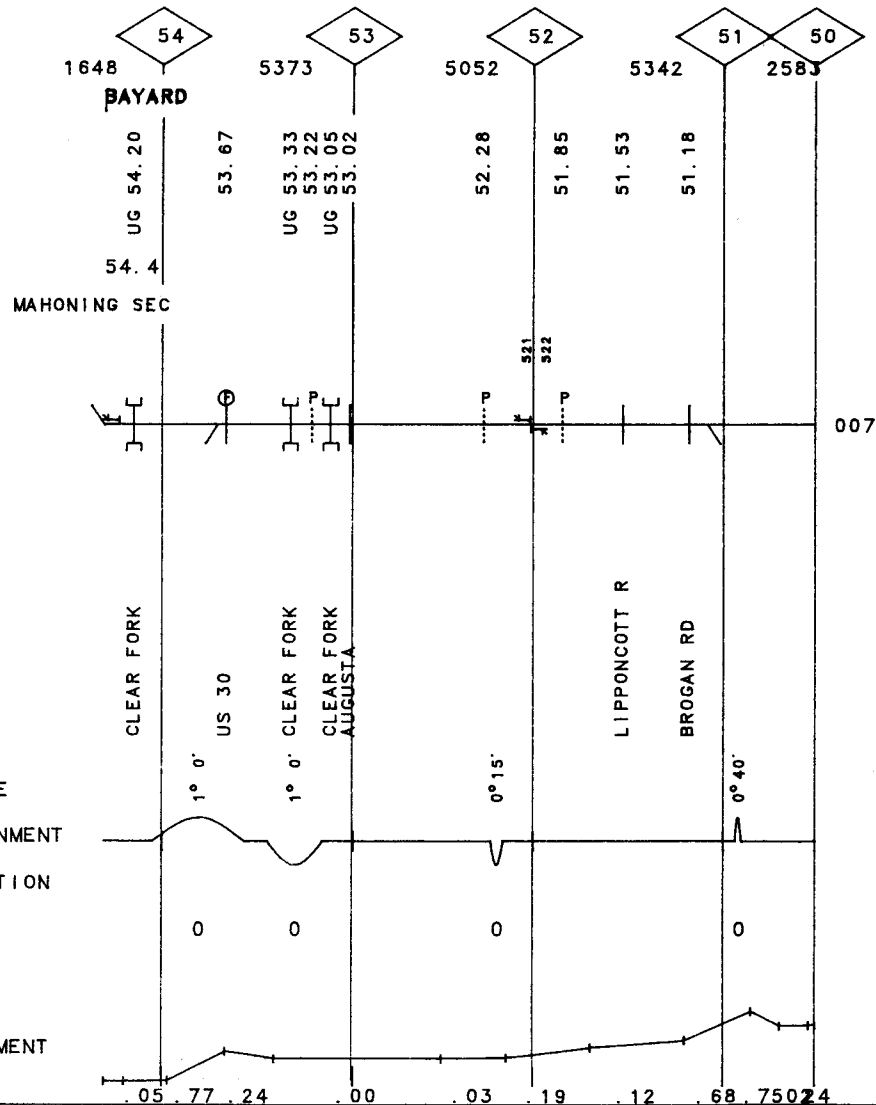 54 53 52 51 50
1648 5373 5052 5342 2583
BAYARD
UG 54.20
53.67
UG 53.33
53.22
UG 53.05
53.02
52.28
51.85
51.53
51.18
54.4
MAHONING SEC
521
522
F P P P
007
CLEAR FORK
US 30
CLEAR FORK
CLEAR FORK
AUGUSTA
LIPPONCOTT R
BROGAN RD
1° 0'
1° 0'
0°15'
0°40'
E
NMENT
TION
0 0 0 0
MENT
.05 .77 .24 .00 .03 .19 .12 .68 .75